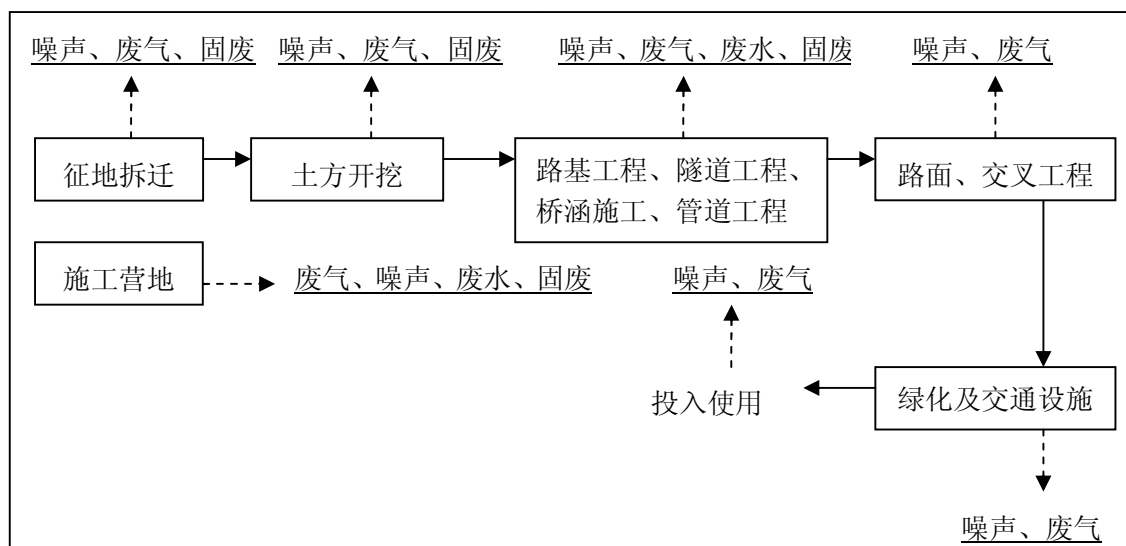 噪声、废气、固废
噪声、废气、固废
噪声、废气、废水、固废
噪声、废气
征地拆迁
土方开挖
路基工程、隧道工程、
桥涵施工、管道工程
路面、交叉工程
施工营地
废气、噪声、废水、固废
噪声、废气
投入使用
绿化及交通设施
噪声、废气